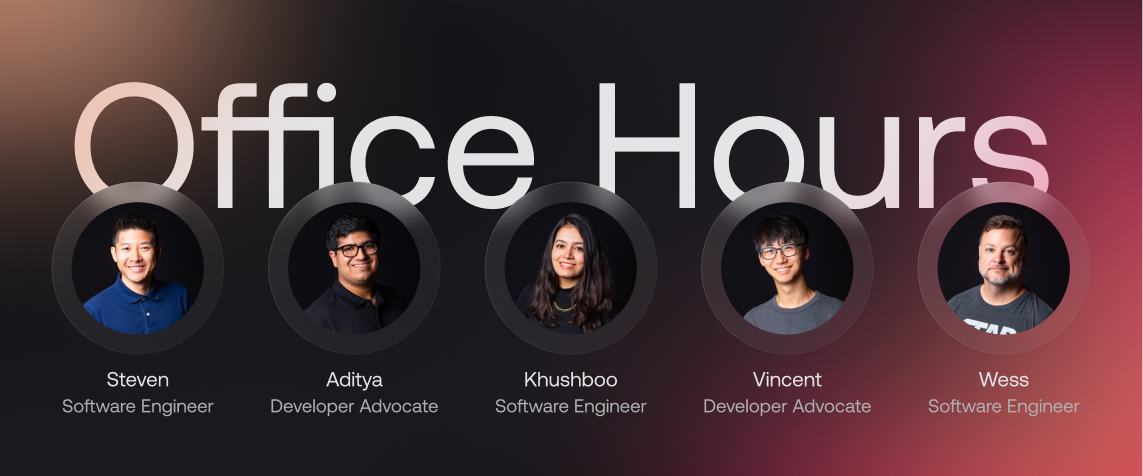 Office Hours
Steven
Software Engineer
Aditya
Developer Advocate
Khushboo
Software Engineer
Vincent
Developer Advocate
Wess
Software Engineer